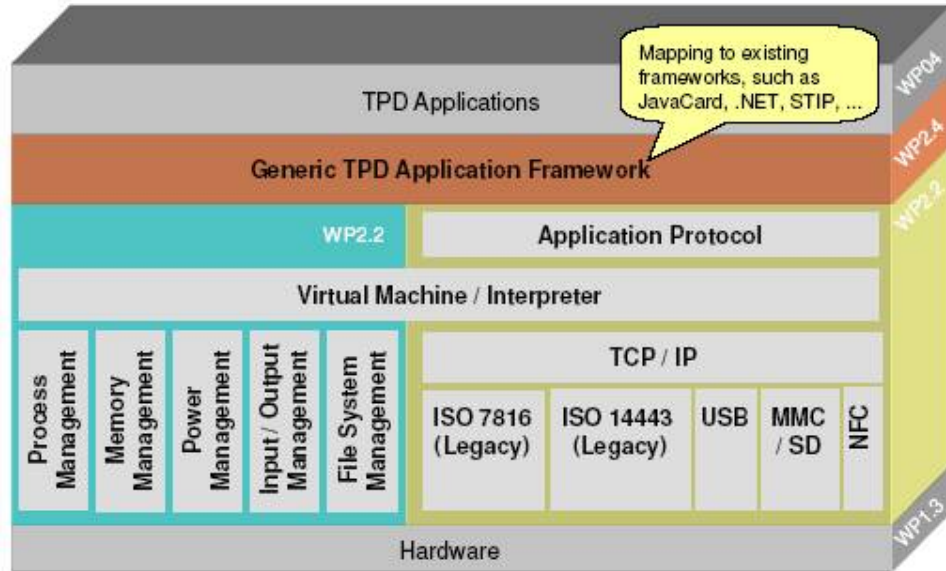 Mapping to existing
frameworks, such as
JavaCard, .NET, STIP, ...
WP04
TPD Applications
WP2.4
Generic TPD Application Framework
WP2.2
WP2.2
Application Protocol
Virtual Machine / Interpreter
Process
Management
Memory
Management
Power
Management
Input / Output
Management
File System
Management
TCP / IP
ISO 7816
(Legacy)
ISO 14443
(Legacy)
USB
MMC
/ SD
NFC
WP1.3
Hardware